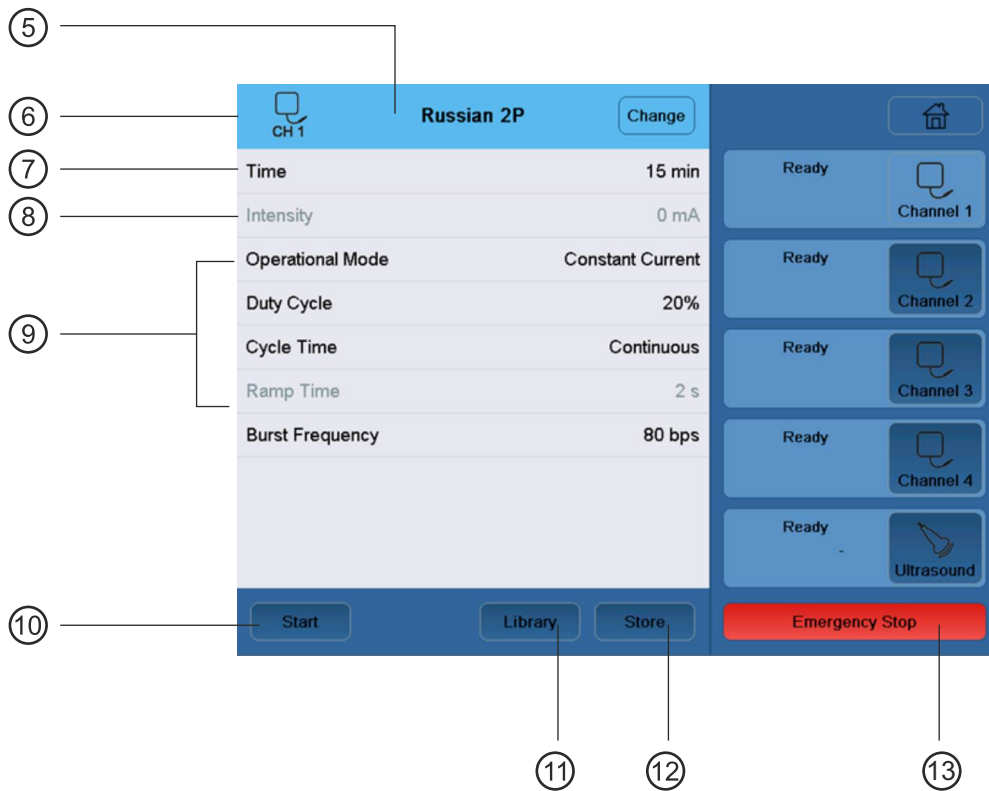 5
6
CH 1
Russian 2P
Change
7
Time 15 min
8
Intensity 0 mA
9
Operational Mode Constant Current
Duty Cycle 20%
Cycle Time Continuous
Ramp Time 2 s
Burst Frequency 80 bps
Ready
Channel 1
Ready
Channel 2
Ready
Channel 3
Ready
Channel 4
Ready
-
Ultrasound
10
Start
Library
Store
Emergency Stop
11
12
13